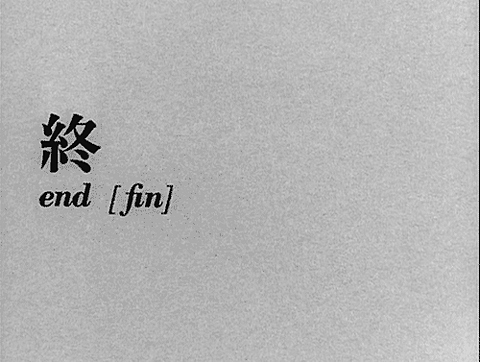 終
end [fin]